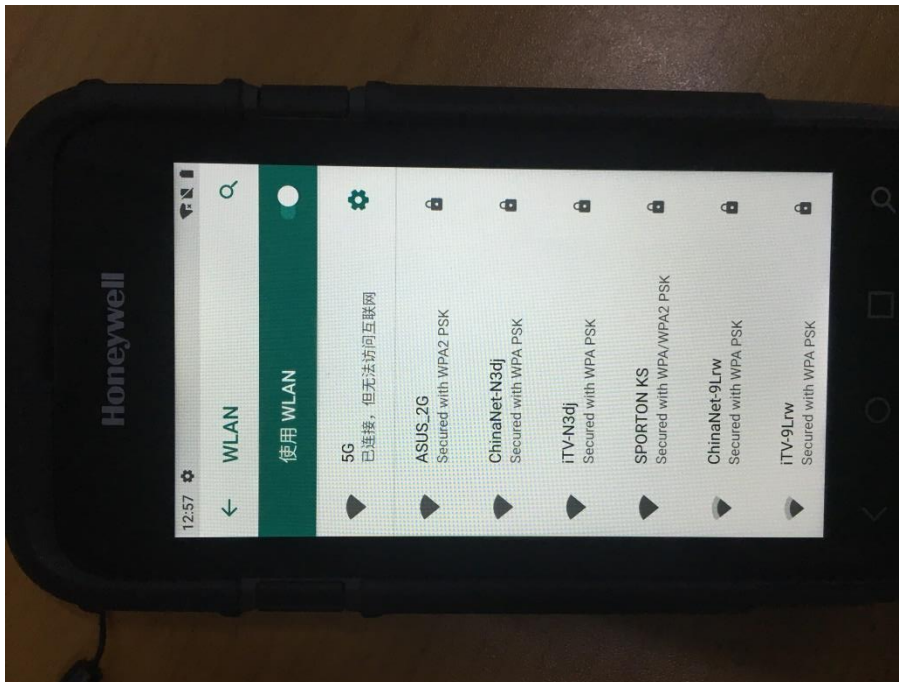 Honeywell
12:57
WLAN
使用 WLAN
5G
已连接，但无法访问互联网
ASUS_2G
Secured with WPA2 PSK
ChinaNet-N3dj
Secured with WPA PSK
iTV-N3dj
Secured with WPA PSK
SPORTON KS
Secured with WPA/WPA2 PSK
ChinaNet-9Lrw
Secured with WPA PSK
iTV-9Lrw
Secured with WPA PSK